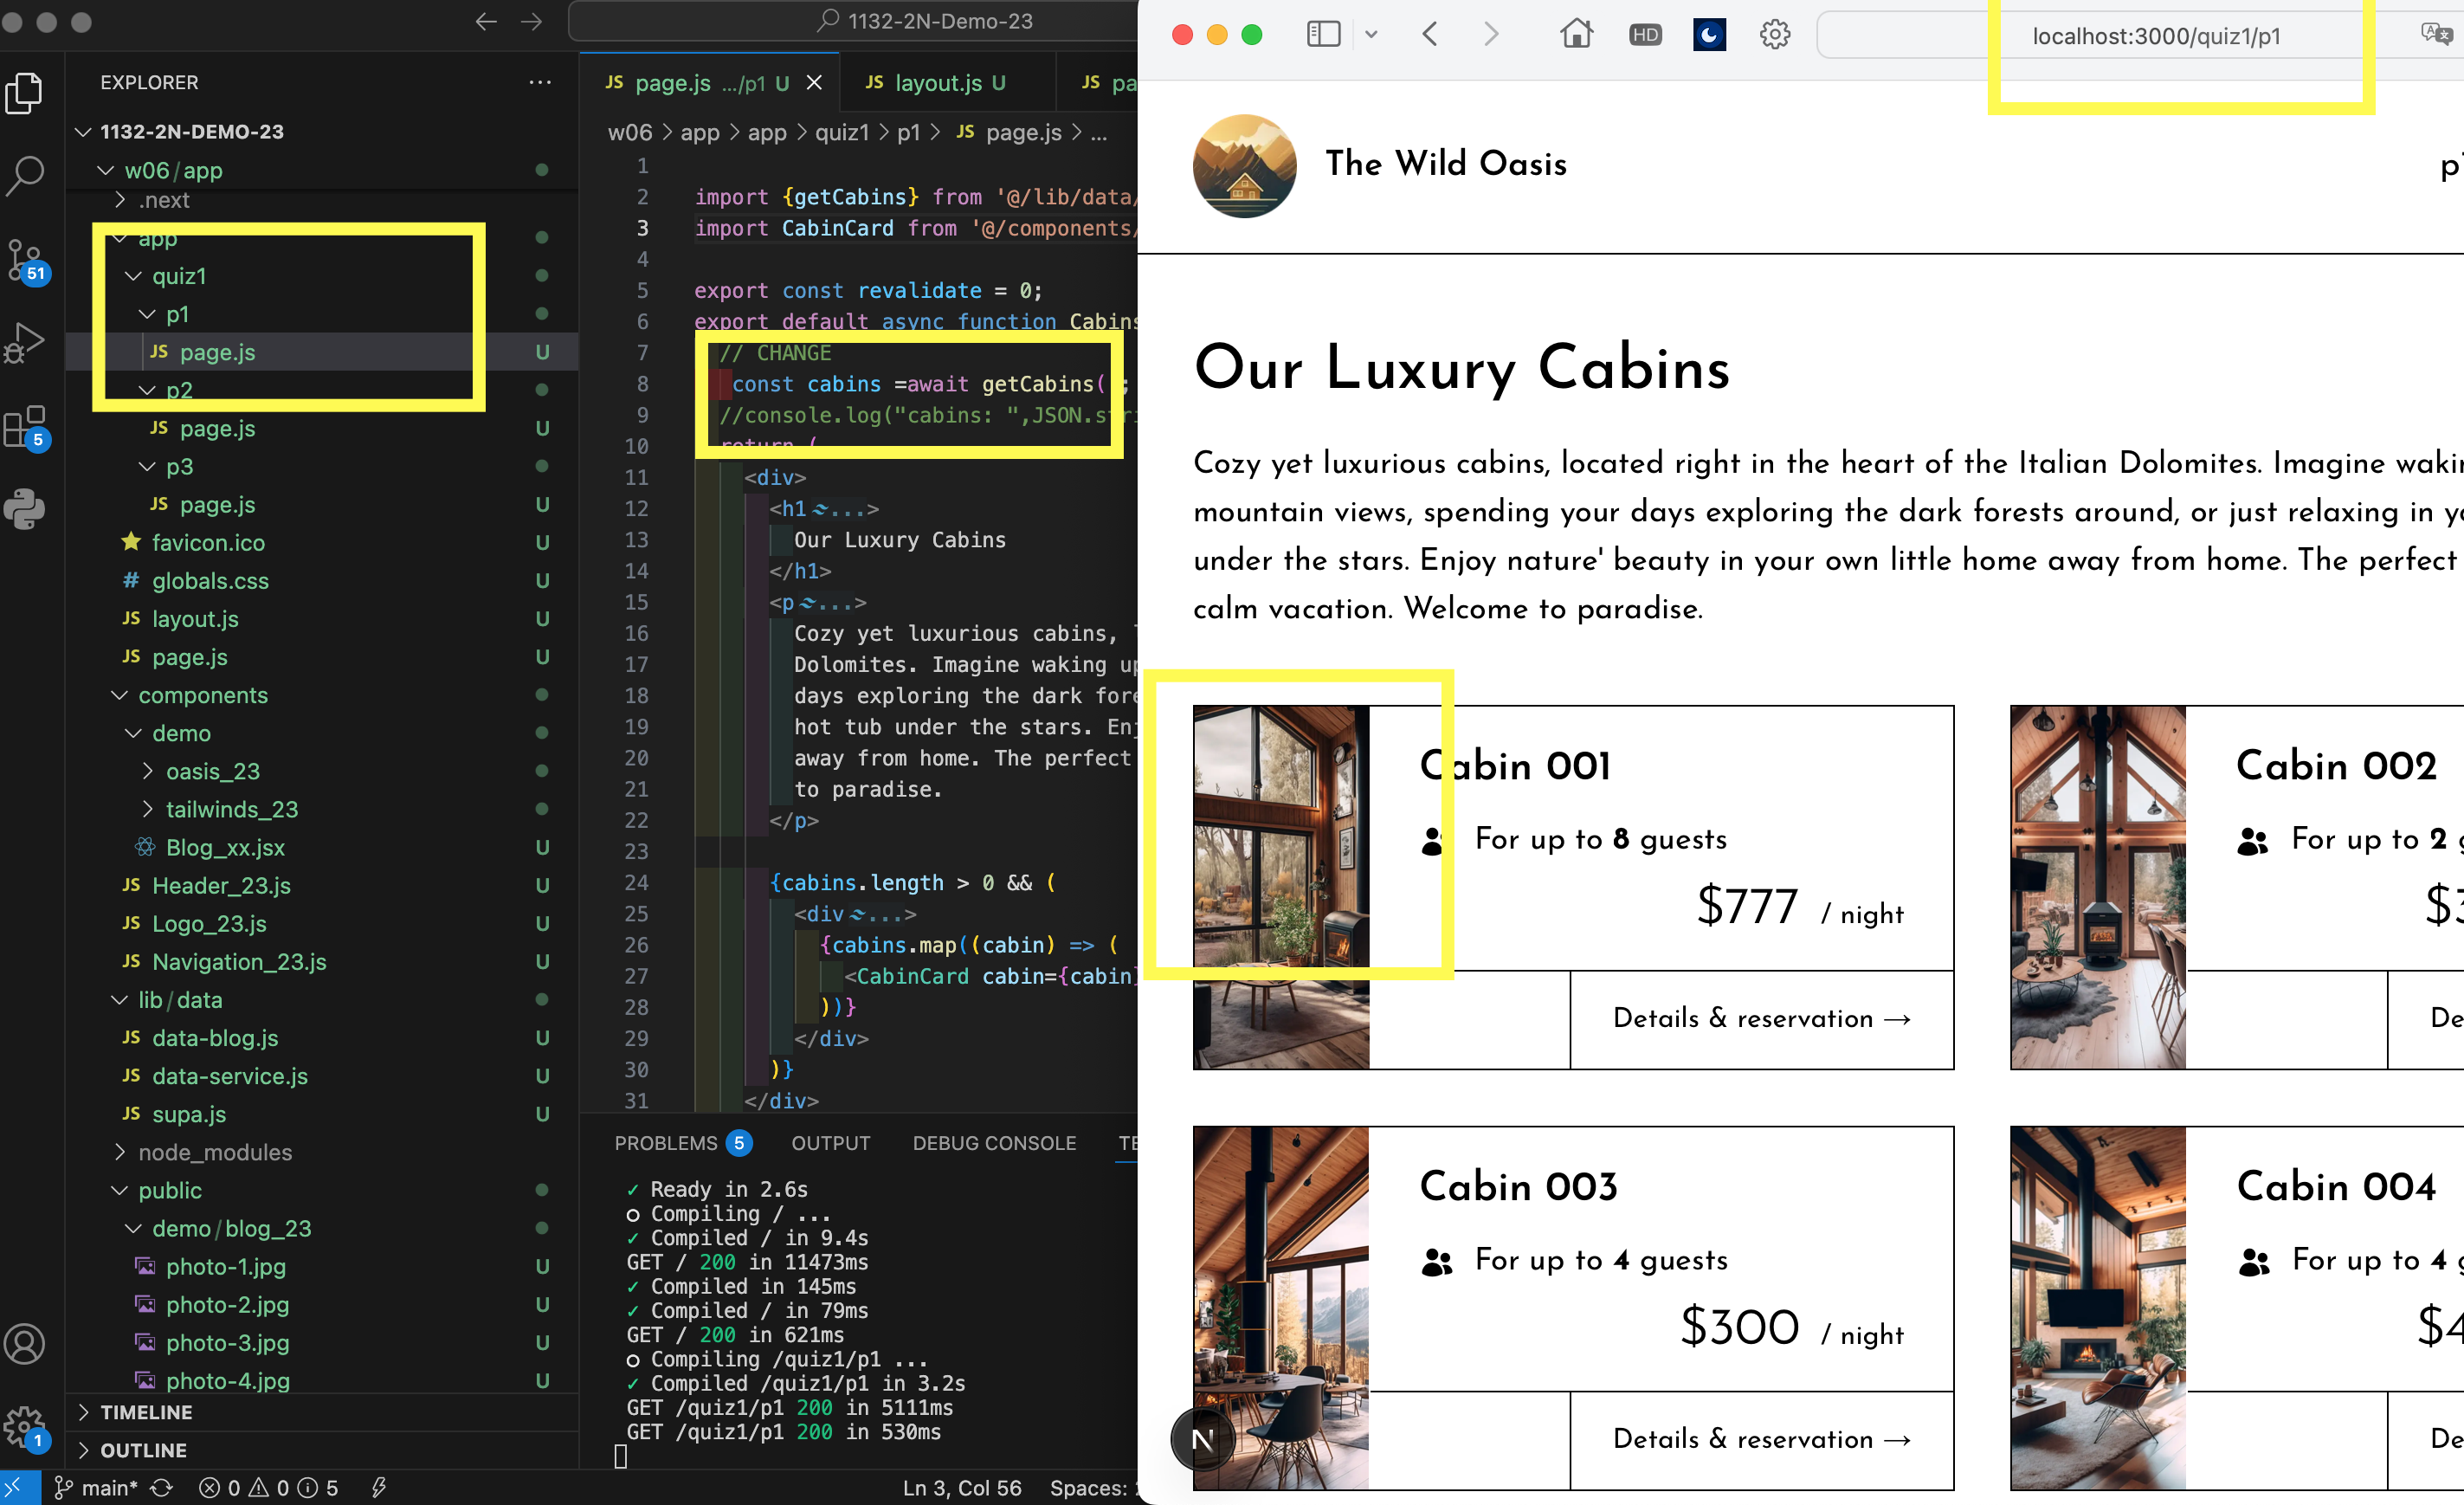 1132-2N-Demo-23
EXPLORER
1132-2N-DEMO-23
w06/app
.next
app
quiz1
p1
JS page.js U
p2
JS page.js U
p3
JS page.js U
favicon.ico U
# globals.css U
JS layout.js U
JS page.js U
components
demo
oasis_23
tailwinds_23
Blog_xx.jsx U
JS Header_23.js U
JS Logo_23.js U
JS Navigation_23.js U
lib/data
JS data-blog.js U
JS data-service.js U
JS supa.js U
node_modules
public
demo/blog_23
photo-1.jpg U
photo-2.jpg U
photo-3.jpg U
photo-4.jpg U
TIMELINE
OUTLINE
51
5
1
JS page.js .../p1 U
JS layout.js U
JS pa
w06 > app > app > quiz1 > p1 > JS page.js > ...
1
2 import {getCabins} from '@/lib/data/
3 import CabinCard from '@/components/
4
5 export const revalidate = 0;
6 export default async function Cabins
7 // CHANGE
8 const cabins =await getCabins( ;
9 //console.log("cabins: ",JSON.stri
10 return (
11 <div>
12 <h1 ...>
13 Our Luxury Cabins
14 </h1>
15 <p ...>
16 Cozy yet luxurious cabins,
17 Dolomites. Imagine waking up
18 days exploring the dark fore
19 hot tub under the stars. Enj
20 away from home. The perfect
21 to paradise.
22 </p>
23
24 {cabins.length > 0 && (
25 <div ...>
26 {cabins.map((cabin) => (
27 <CabinCard cabin={cabin}
28 ))}
29 </div>
30 )}
31 </div>
PROBLEMS 5 OUTPUT DEBUG CONSOLE TE
✓ Ready in 2.6s
○ Compiling / ...
✓ Compiled / in 9.4s
GET / 200 in 11473ms
✓ Compiled in 145ms
✓ Compiled / in 79ms
GET / 200 in 621ms
○ Compiling /quiz1/p1 ...
✓ Compiled /quiz1/p1 in 3.2s
GET /quiz1/p1 200 in 5111ms
GET /quiz1/p1 200 in 530ms
main* 0 0 5
Ln 3, Col 56 Spaces:
HD
localhost:3000/quiz1/p1
The Wild Oasis
Our Luxury Cabins
Cozy yet luxurious cabins, located right in the heart of the Italian Dolomites. Imagine wakin
mountain views, spending your days exploring the dark forests around, or just relaxing in yo
under the stars. Enjoy nature' beauty in your own little home away from home. The perfect
calm vacation. Welcome to paradise.
Cabin 001
For up to 8 guests
$777 / night
Details & reservation →
Cabin 002
For up to 2 g
$3
De
Cabin 003
For up to 4 guests
$300 / night
Details & reservation →
Cabin 004
For up to 4 g
$4
De
N